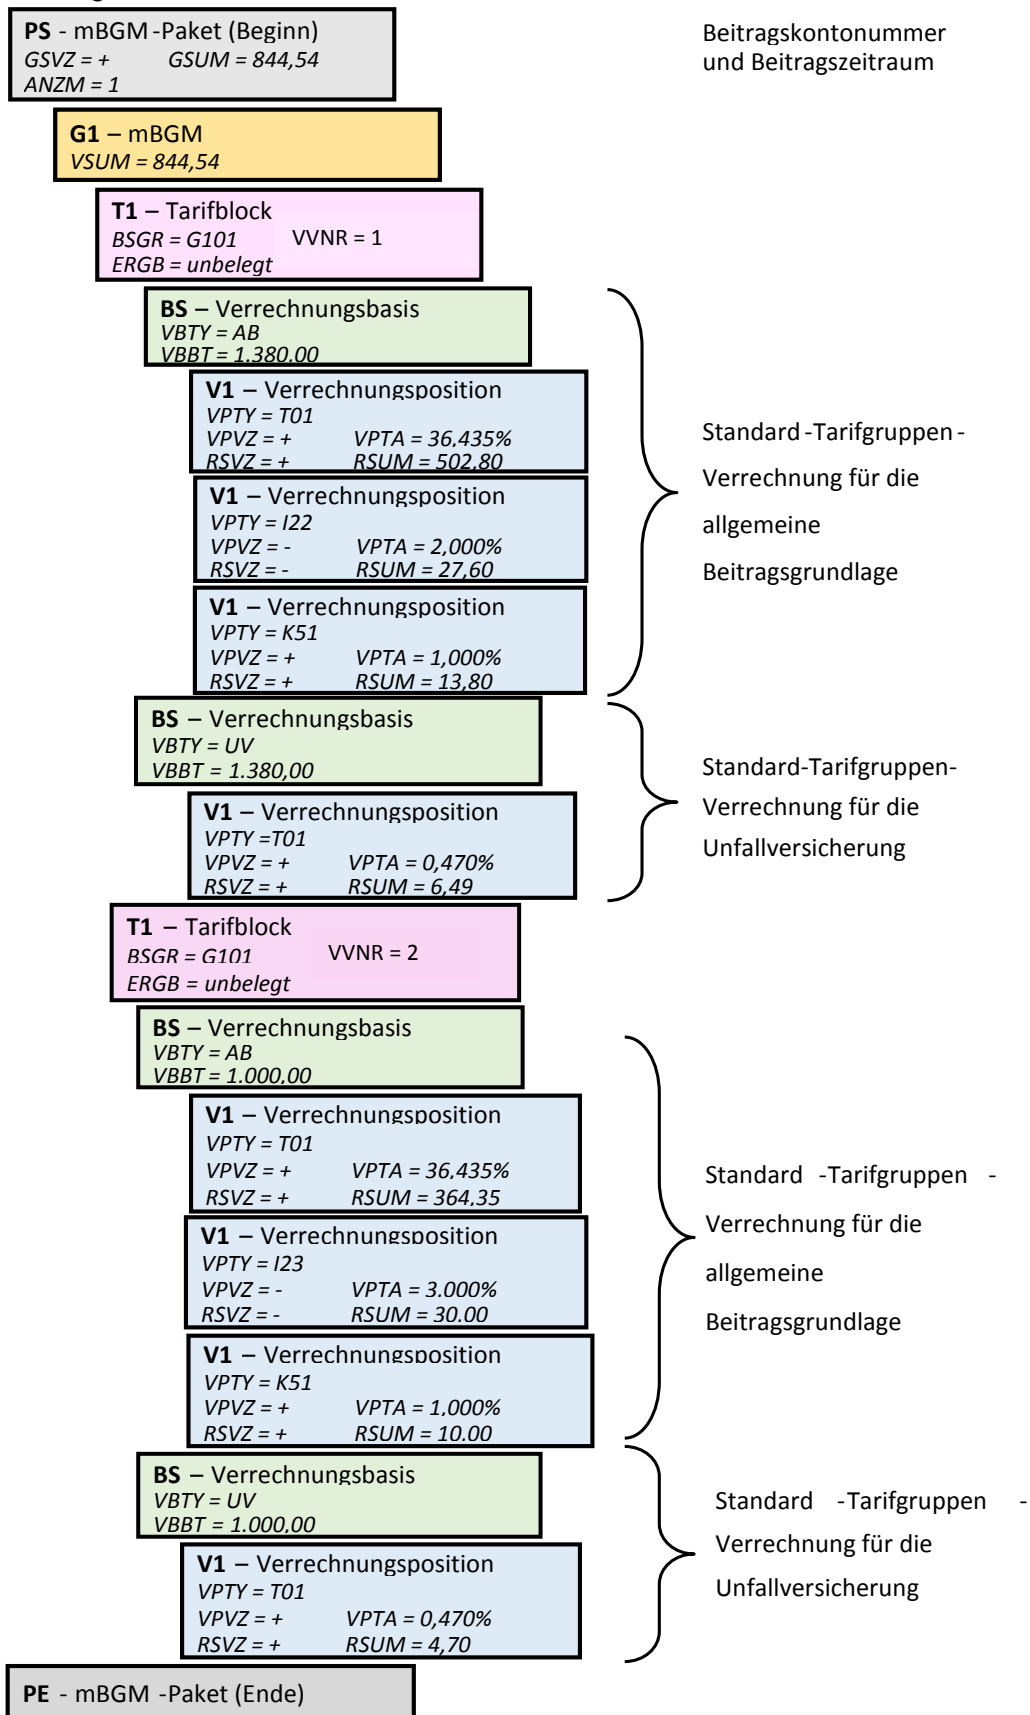 PS - mBGM -Paket (Beginn)
GSVZ = + GSUM = 844,54
ANZM = 1
Beitragskontonummer
und Beitragszeitraum
G1 – mBGM
VSUM = 844,54
T1 – Tarifblock
BSGR = G101 VVNR = 1
ERGB = unbelegt
BS – Verrechnungsbasis
VBTY = AB
VBBT = 1.380,00
V1 – Verrechnungsposition
VPTY = T01
VPVZ = + VPTA = 36,435%
RSVZ = + RSUM = 502,80
V1 – Verrechnungsposition
VPTY = I22
VPVZ = - VPTA = 2,000%
RSVZ = - RSUM = 27,60
V1 – Verrechnungsposition
VPTY = K51
VPVZ = + VPTA = 1,000%
RSVZ = + RSUM = 13,80
Standard -Tarifgruppen -
Verrechnung für die
allgemeine
Beitragsgrundlage
BS – Verrechnungsbasis
VBTY = UV
VBBT = 1.380,00
V1 – Verrechnungsposition
VPTY =T01
VPVZ = + VPTA = 0,470%
RSVZ = + RSUM = 6,49
Standard-Tarifgruppen-
Verrechnung für die
Unfallversicherung
T1 – Tarifblock
BSGR = G101 VVNR = 2
ERGB = unbelegt
BS – Verrechnungsbasis
VBTY = AB
VBBT = 1.000,00
V1 – Verrechnungsposition
VPTY = T01
VPVZ = + VPTA = 36,435%
RSVZ = + RSUM = 364,35
V1 – Verrechnungsposition
VPTY = I23
VPVZ = - VPTA = 3,000%
RSVZ = - RSUM = 30,00
V1 – Verrechnungsposition
VPTY = K51
VPVZ = + VPTA = 1,000%
RSVZ = + RSUM = 10,00
Standard -Tarifgruppen -
Verrechnung für die
allgemeine
Beitragsgrundlage
BS – Verrechnungsbasis
VBTY = UV
VBBT = 1.000,00
V1 – Verrechnungsposition
VPTY = T01
VPVZ = + VPTA = 0,470%
RSVZ = + RSUM = 4,70
Standard -Tarifgruppen -
Verrechnung für die
Unfallversicherung
PE - mBGM -Paket (Ende)